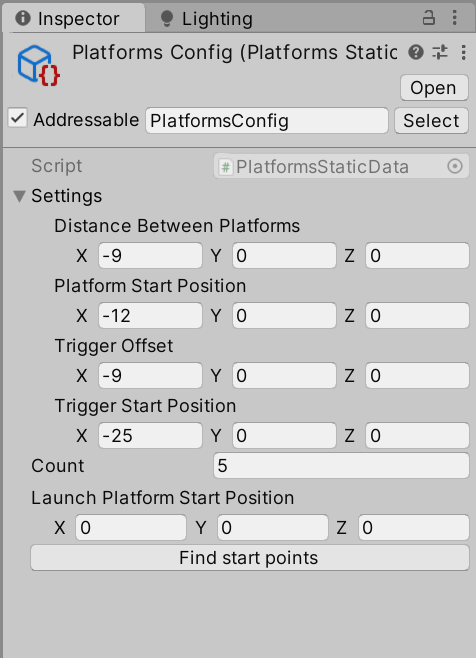 Inspector Lighting
Platforms Config (Platforms Static
Open
Addressable PlatformsConfig Select
Script # PlatformsStaticData
Settings
Distance Between Platforms
X -9 Y 0 Z 0
Platform Start Position
X -12 Y 0 Z 0
Trigger Offset
X -9 Y 0 Z 0
Trigger Start Position
X -25 Y 0 Z 0
Count 5
Launch Platform Start Position
X 0 Y 0 Z 0
Find start points